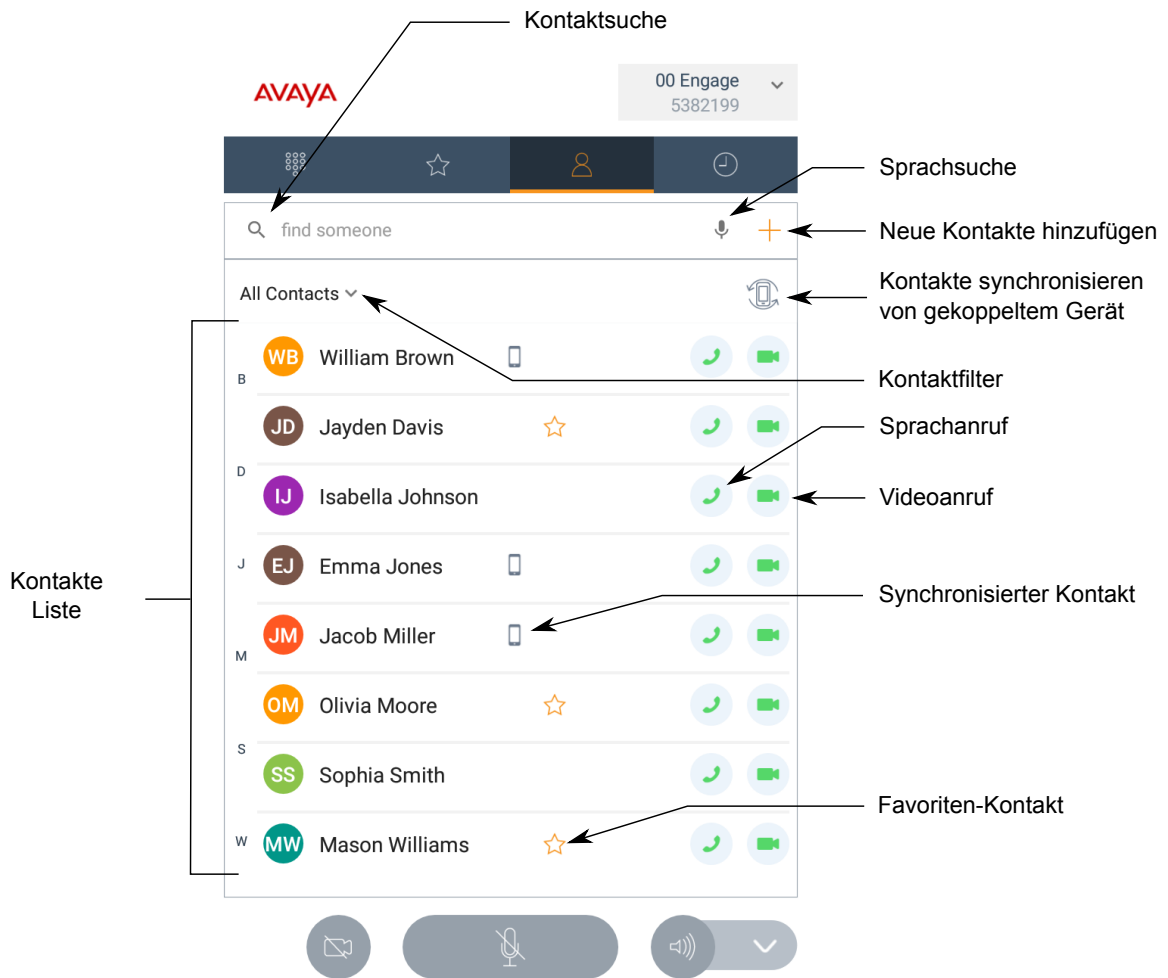 Kontaktsuche
AVAYA
00 Engage
5382199
Sprachsuche
find someone
Neue Kontakte hinzufügen
All Contacts
Kontakte synchronisieren
von gekoppeltem Gerät
WB William Brown
B
Kontaktfilter
JD Jayden Davis
Sprachanruf
D
IJ Isabella Johnson
Videoanruf
J
EJ Emma Jones
Kontakte
Liste
Synchronisierter Kontakt
JM Jacob Miller
M
OM Olivia Moore
S
SS Sophia Smith
Favoriten-Kontakt
W
MW Mason Williams